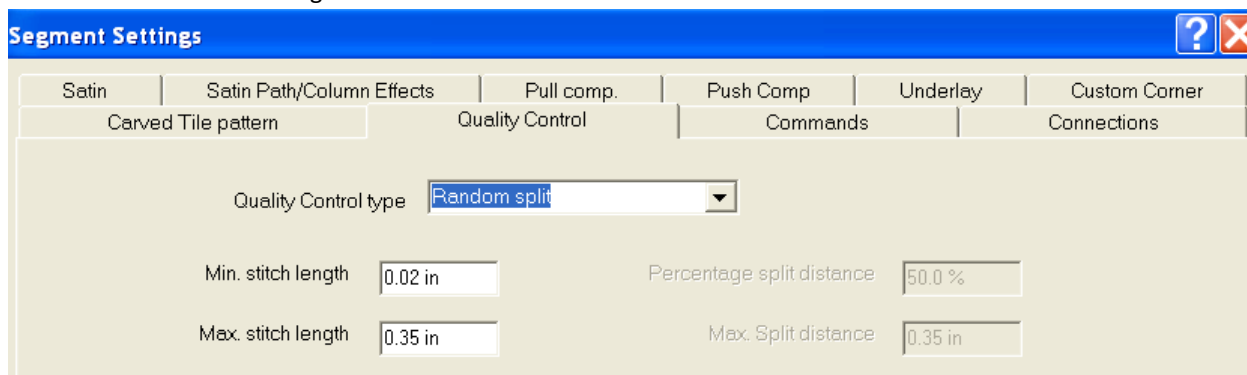 Segment Settings
Satin Satin Path/Column Effects Pull comp. Push Comp Underlay Custom Corner
Carved Tile pattern Quality Control Commands Connections
Quality Control type Random split
Min. stitch length 0.02 in Percentage split distance 50.0 %
Max. stitch length 0.35 in Max. Split distance 0.35 in